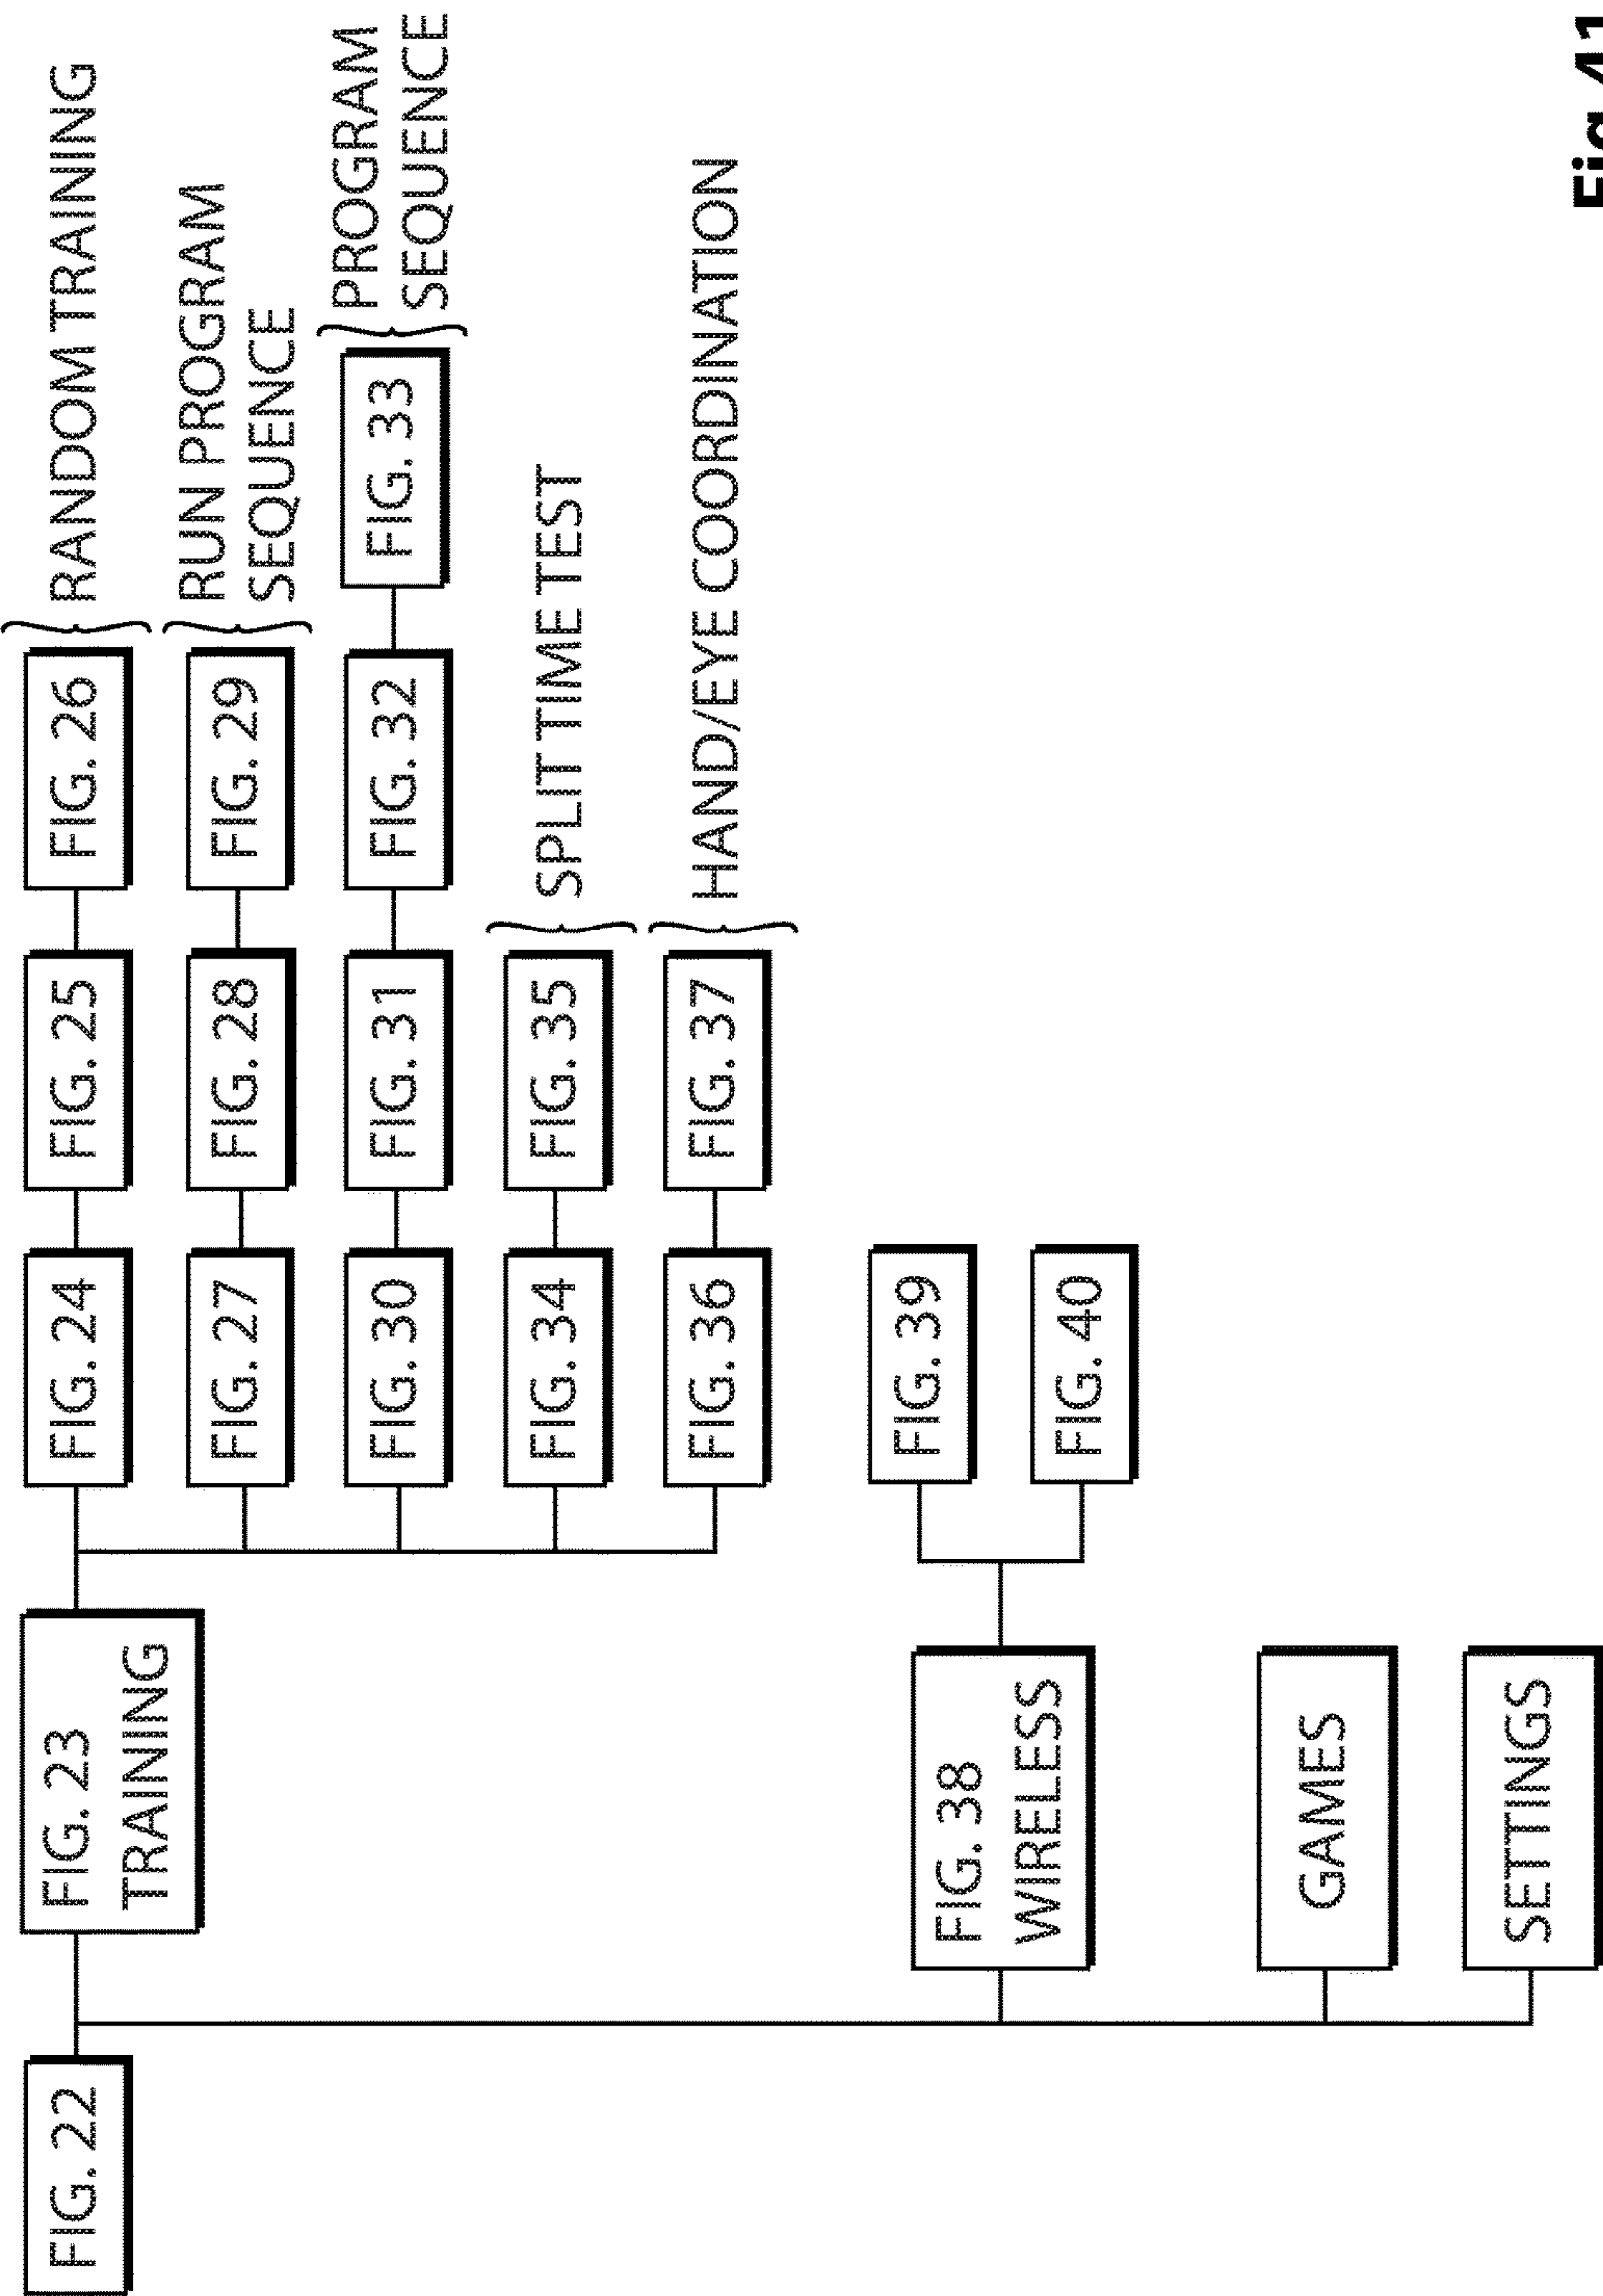 FIG. 22
FIG. 23
TRAINING
FIG. 24
FIG. 25
FIG. 26
RANDOM TRAINING
FIG. 27
FIG. 28
FIG. 29
RUN PROGRAM
SEQUENCE
FIG. 30
FIG. 31
FIG. 32
FIG. 33
PROGRAM
SEQUENCE
FIG. 34
FIG. 35
SPLIT TIME TEST
FIG. 36
FIG. 37
HAND/EYE COORDINATION
FIG. 38
WIRELESS
FIG. 39
FIG. 40
GAMES
SETTINGS
Fig 41